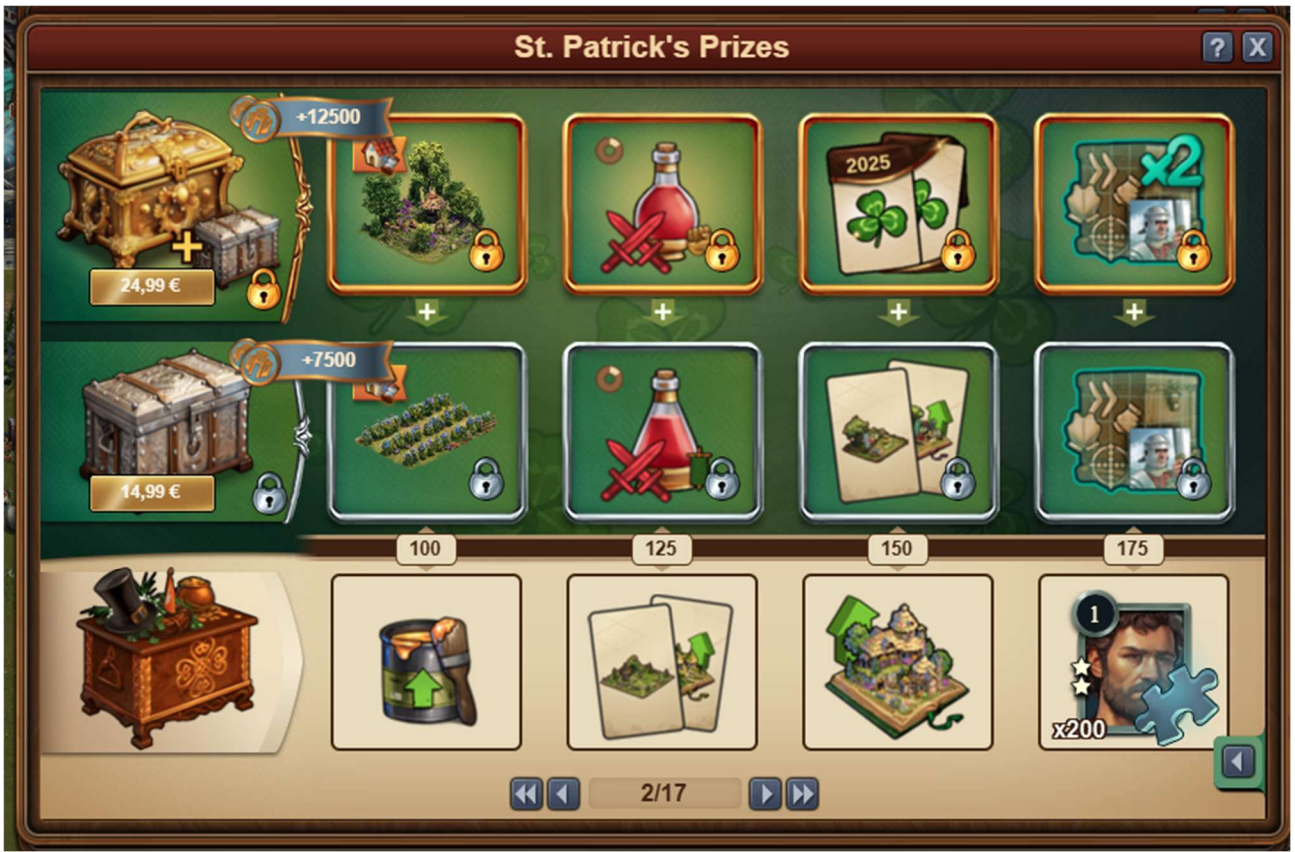 St. Patrick's Prizes
? X
+12500
2025
x2
24,99 €
+ + + +
+7500
14,99 €
100 125 150 175
1
x200
2/17